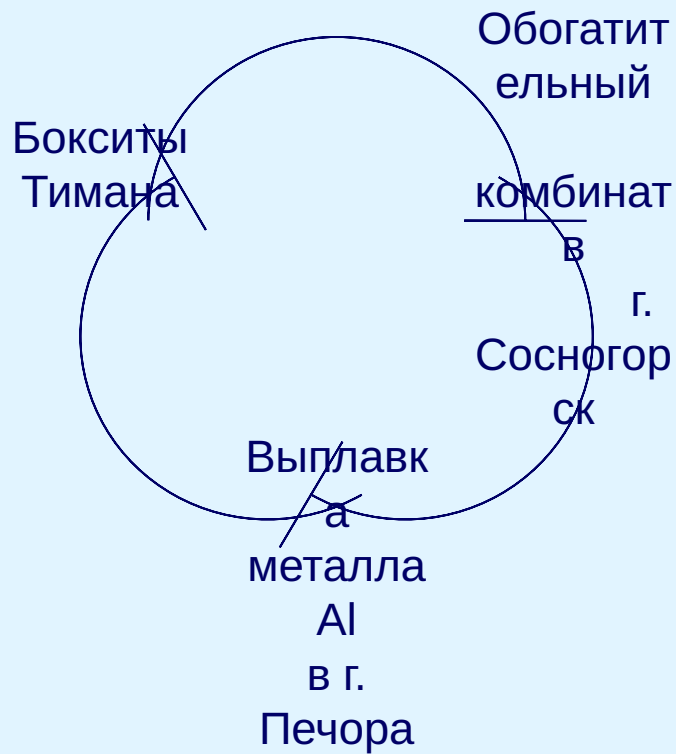 Обогатит
ельный
комбинат
в
г.
Сосногор
ск
Бокситы
Тимана
Выплавк
а
металла
Al
в г.
Печора